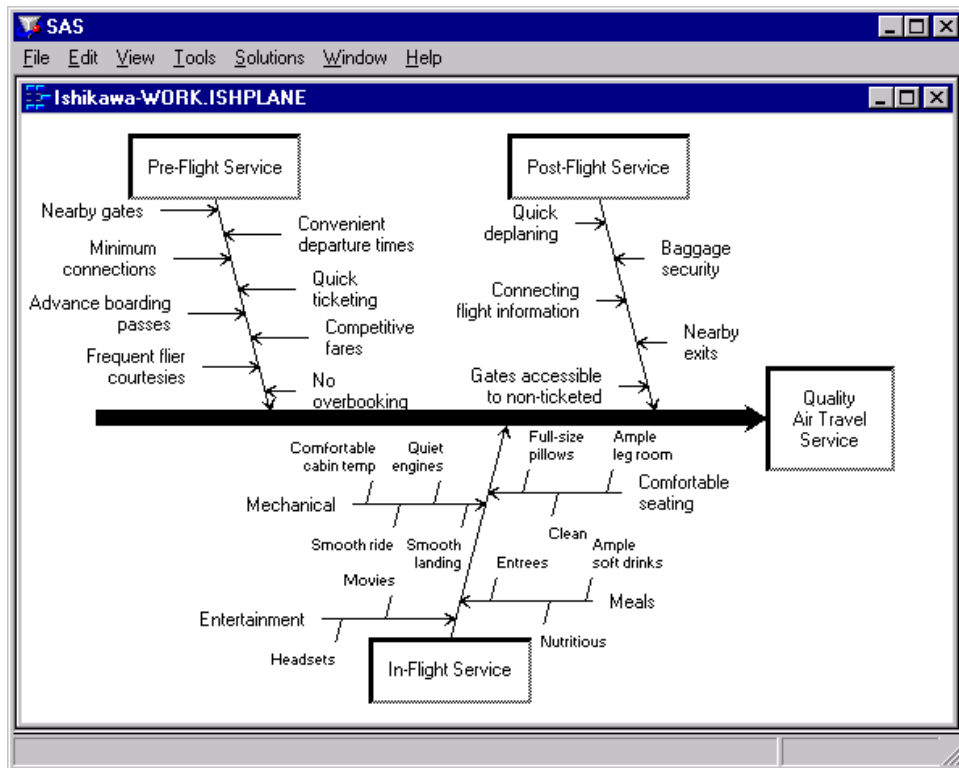 SAS
File Edit View Tools Solutions Window Help
Ishikawa-WORK.ISHPLANE
Pre-Flight Service
Nearby gates
Convenient
departure times
Minimum
connections
Quick
ticketing
Advance boarding
passes
Competitive
fares
Frequent flier
courtesies
No
overbooking
Post-Flight Service
Quick
deplaning
Baggage
security
Connecting
flight information
Nearby
exits
Gates accessible
to non-ticketed
Quality
Air Travel
Service
Comfortable
cabin temp
Quiet
engines
Mechanical
Smooth ride
Smooth
landing
Full-size
pillows
Ample
leg room
Comfortable
seating
Clean
Movies
Entertainment
Headsets
Entrees
Ample
soft drinks
Meals
Nutritious
In-Flight Service